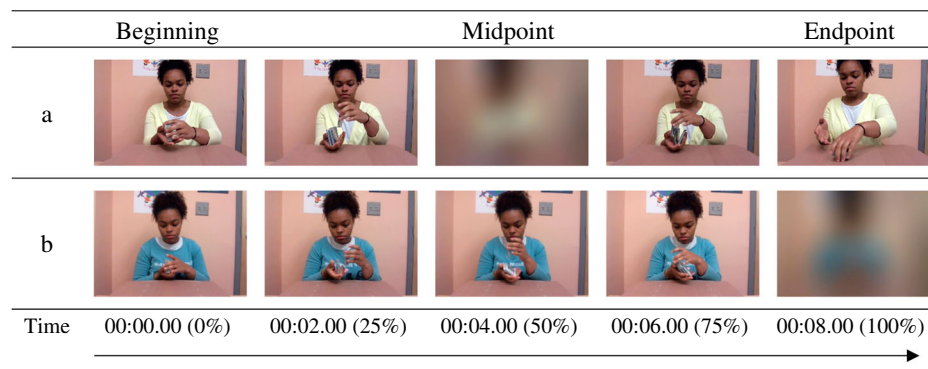 Beginning Midpoint Endpoint
a
b
Time 00:00.00 (0%) 00:02.00 (25%) 00:04.00 (50%) 00:06.00 (75%) 00:08.00 (100%)